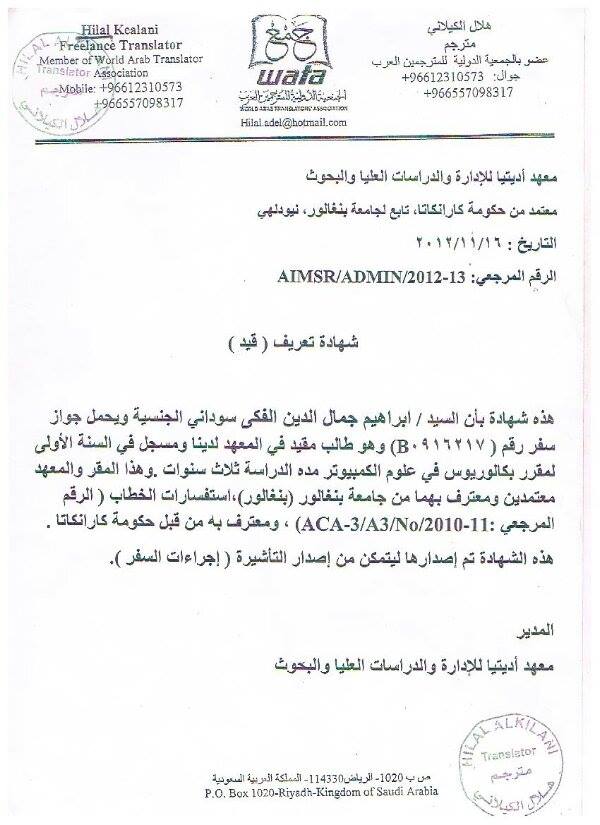 Hilal Kcalani
Freelance Translator
Member of World Arab Translator
Association
Mobile: +96612310573
+966557098317
HILAL ALKILANI
Translator
مترجم
هلال الكيلاني
جمع
wata
الجمعية الدولية للمترجمين العرب
WORLD ARAB TRANSLATORS' ASSOCIATION
Hilal.adel@hotmail.com
هلال الكيلاني
مترجم
عضو بالجمعية الدولية للمترجمين العرب
جوال: +96612310573
+966557098317
معهد أديتيا للإدارة والدراسات العليا والبحوث
معتمد من حكومة كارانكاتا، تابع لجامعة بنغالور، نيودلهي
التاريخ : ٢٠١٢/١١/١٦
الرقم المرجعي: AIMSR/ADMIN/2012-13
شهادة تعريف ( قيد )
هذه شهادة بأن السيد / ابراهيم جمال الدين الفكى سوداني الجنسية ويحمل جواز
سفر رقم ( B٠٩١٦٢١٧) وهو طالب مقيد في المعهد لدينا ومسجل في السنة الأولى
لمقرر بكالوريوس في علوم الكمبيوتر مده الدراسة ثلاث سنوات .وهذا المقر والمعهد
معتمدين ومعترف بهما من جامعة بنغالور (بنغالور)،استفسارات الخطاب ( الرقم
المرجعي :ACA-3/A3/No/2010-11) ، ومعترف به من قبل حكومة كارانكاتا .
هذه الشهادة تم إصدارها ليتمكن من إصدار التأشيرة ( إجراءات السفر ).
المدير
معهد أديتيا للإدارة والدراسات العليا والبحوث
HILAL ALKILANI
Translator
مترجم
هلال الكيلاني
ص ب 1020- الرياض114330- المملكة العربية السعودية
P.O. Box 1020-Riyadh-Kingdom of Saudi Arabia